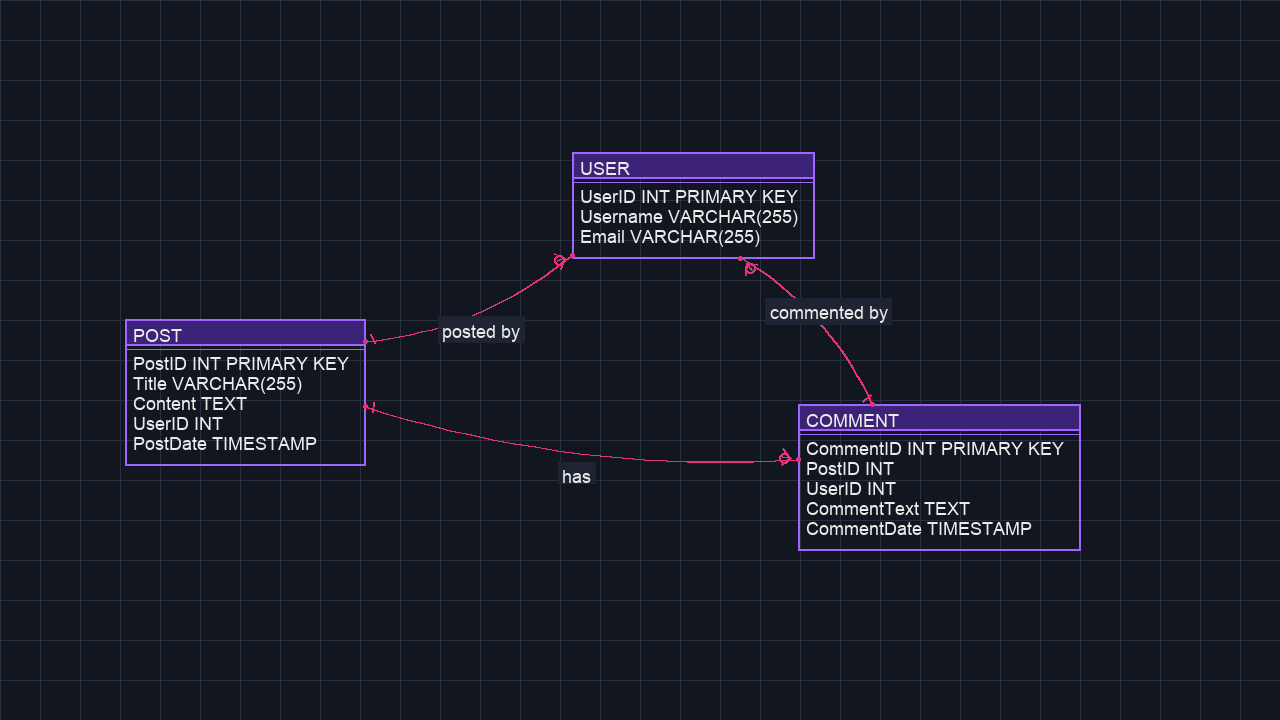 USER
UserID INT PRIMARY KEY
Username VARCHAR(255)
Email VARCHAR(255)
posted by
commented by
POST
PostID INT PRIMARY KEY
Title VARCHAR(255)
Content TEXT
UserID INT
PostDate TIMESTAMP
has
COMMENT
CommentID INT PRIMARY KEY
PostID INT
UserID INT
CommentText TEXT
CommentDate TIMESTAMP